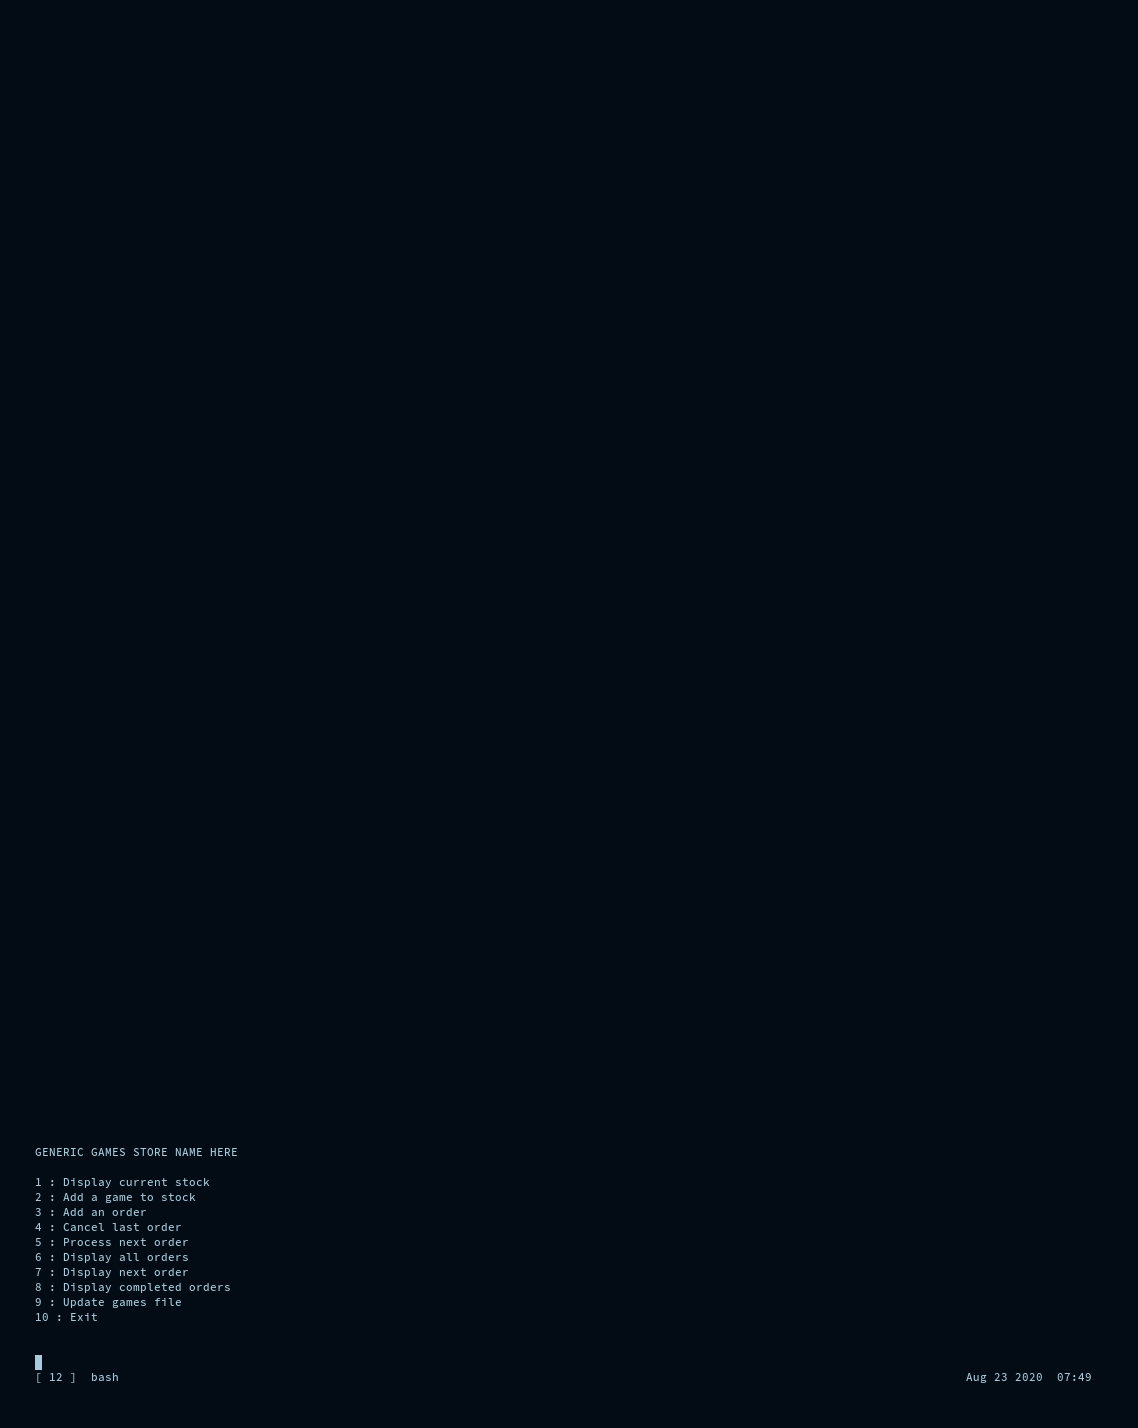 GENERIC GAMES STORE NAME HERE
1 : Display current stock
2 : Add a game to stock
3 : Add an order
4 : Cancel last order
5 : Process next order
6 : Display all orders
7 : Display next order
8 : Display completed orders
9 : Update games file
10 : Exit
[ 12 ]  bash  Aug 23 2020  07:49